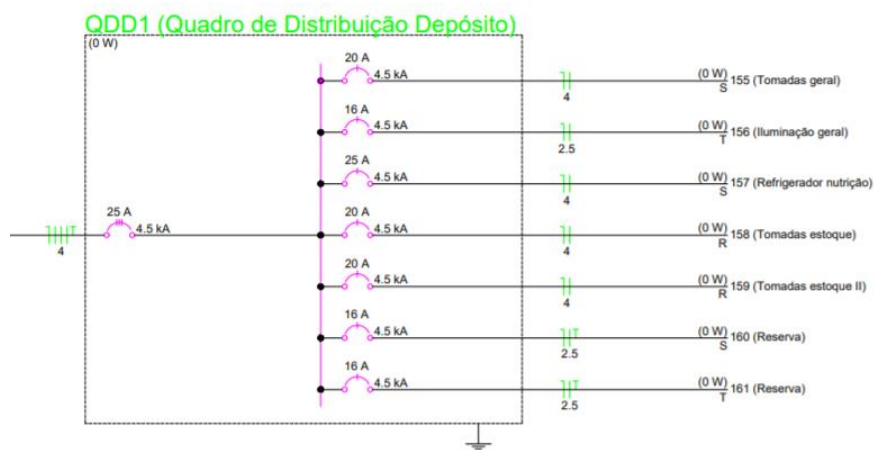 QDD1 (Quadro de Distribuição Depósito)
(0 W)
20 A
4.5 kA
4
(0 W)
S
155 (Tomadas geral)
16 A
4.5 kA
2.5
(0 W)
T
156 (Iluminação geral)
25 A
4.5 kA
4
(0 W)
S
157 (Refrigerador nutrição)
25 A
4.5 kA
4
20 A
4.5 kA
4
(0 W)
R
158 (Tomadas estoque)
20 A
4.5 kA
4
(0 W)
R
159 (Tomadas estoque II)
16 A
4.5 kA
2.5
(0 W)
S
160 (Reserva)
16 A
4.5 kA
2.5
(0 W)
T
161 (Reserva)